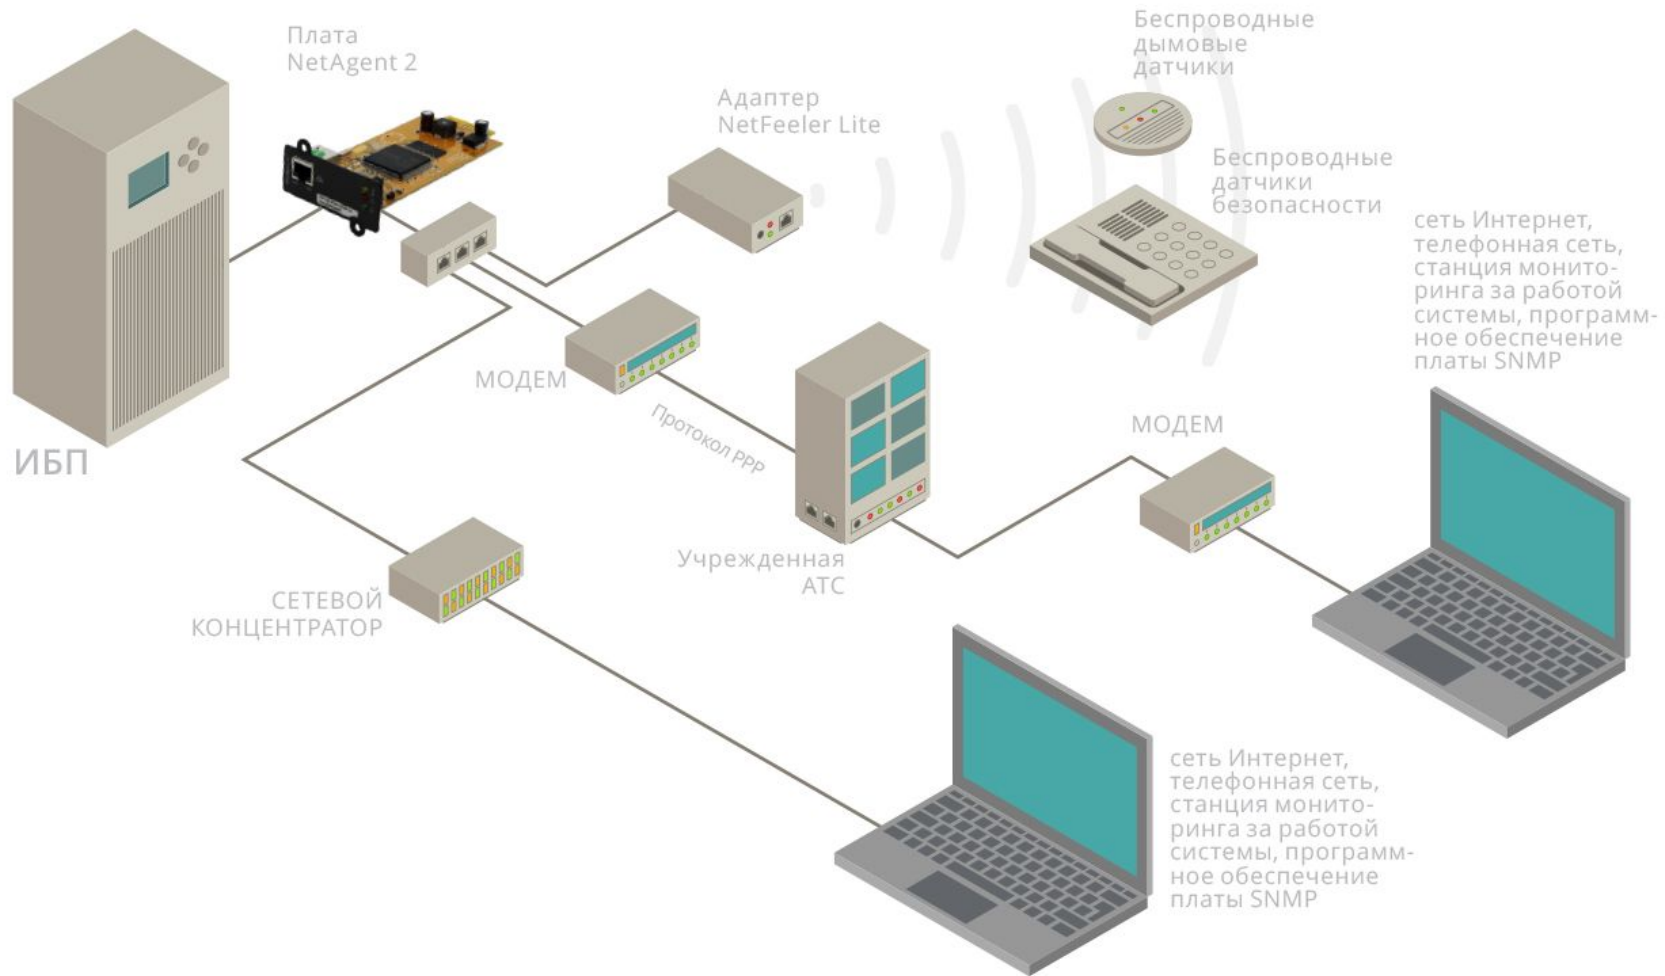 Плата
NetAgent 2
Адаптер
NetFeeler Lite
Беспроводные
дымовые
датчики
Беспроводные
датчики
безопасности
сеть Интернет,
телефонная сеть,
станция монито-
ринга за работой
системы, программ-
ное обеспечение
платы SNMP
ИБП
МОДЕМ
Протокол PPP
МОДЕМ
Учрежденная
АТС
СЕТЕВОЙ
КОНЦЕНТРАТОР
сеть Интернет,
телефонная сеть,
станция монито-
ринга за работой
системы, программ-
ное обеспечение
платы SNMP